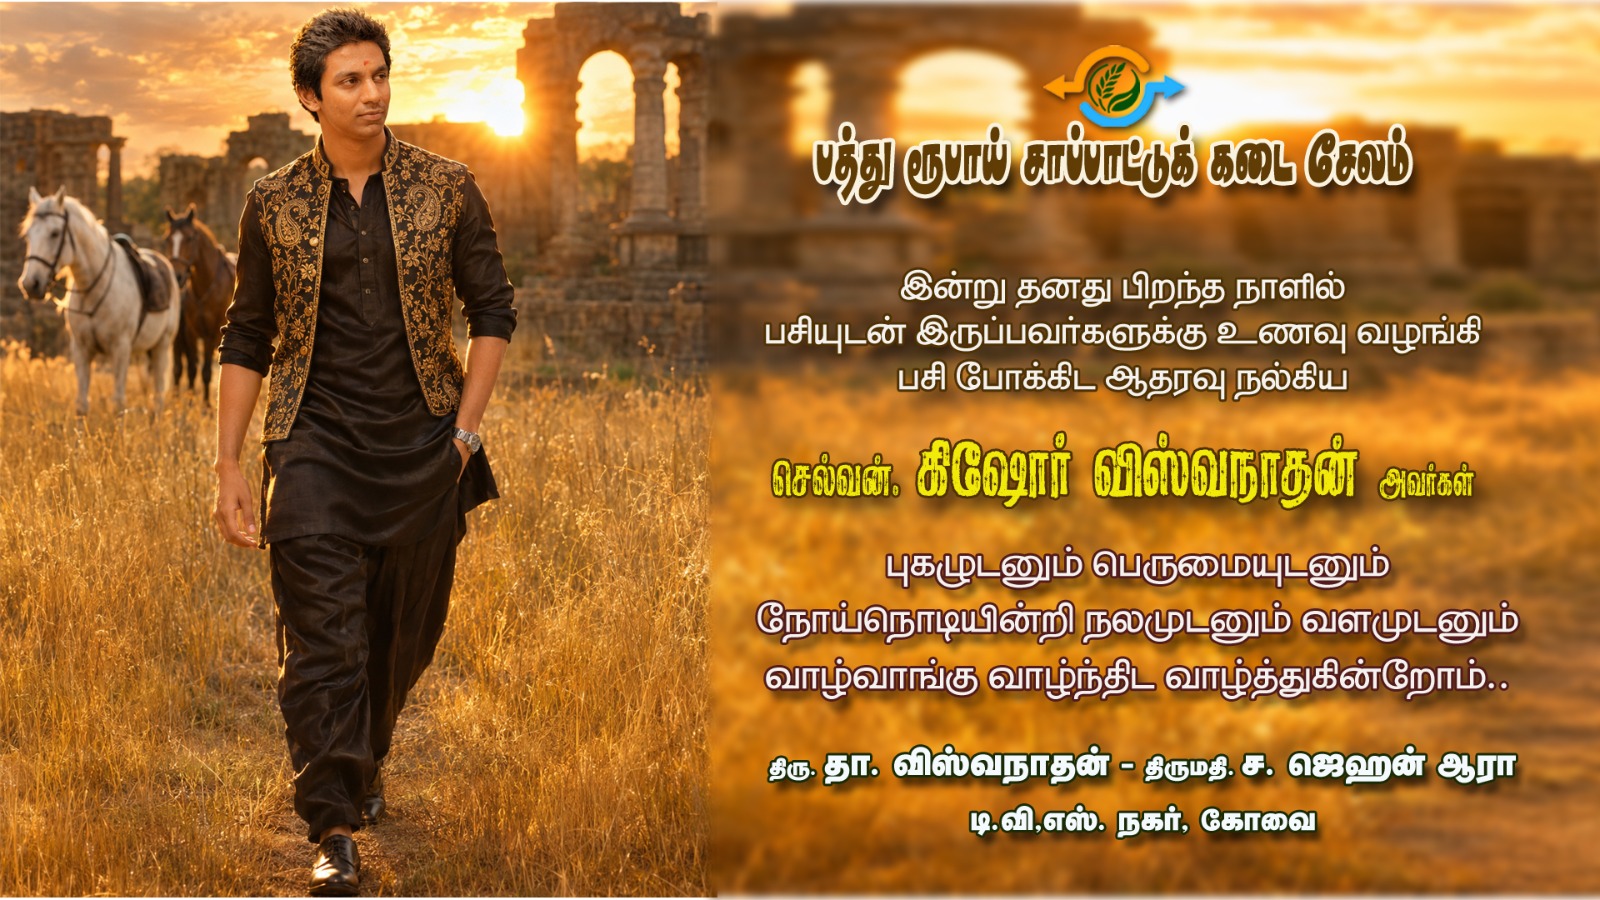 பத்து ரூபாய் சாப்பாட்டுக் கடை சேலம்
இன்று தனது பிறந்த நாளில்
பசியுடன் இருப்பவர்களுக்கு உணவு வழங்கி
பசி போக்கிட ஆதரவு நல்கிய
செல்வன். கிஷோர் விஸ்வநாதன் அவர்கள்
புகழுடனும் பெருமையுடனும்
நோய்நொடியின்றி நலமுடனும் வளமுடனும்
வாழ்வாங்கு வாழ்ந்திட வாழ்த்துகின்றோம்..
திரு. தா. விஸ்வநாதன் - திருமதி. ச. ஜெஹன் ஆரா
டி.வி,எஸ். நகர், கோவை